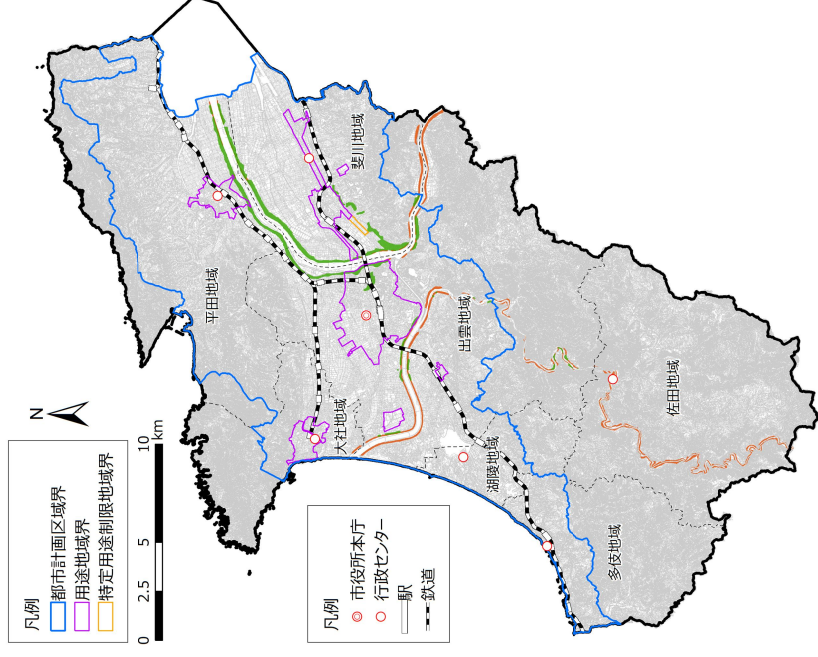 凡例
都市計画区域界
用途地域界
特定用途制限地域界
N
0 2.5 5 10 km
凡例
市役所本庁
行政センター
駅
鉄道
平田地域
斐川地域
大社地域
出雲地域
湖陵地域
佐田地域
多伎地域